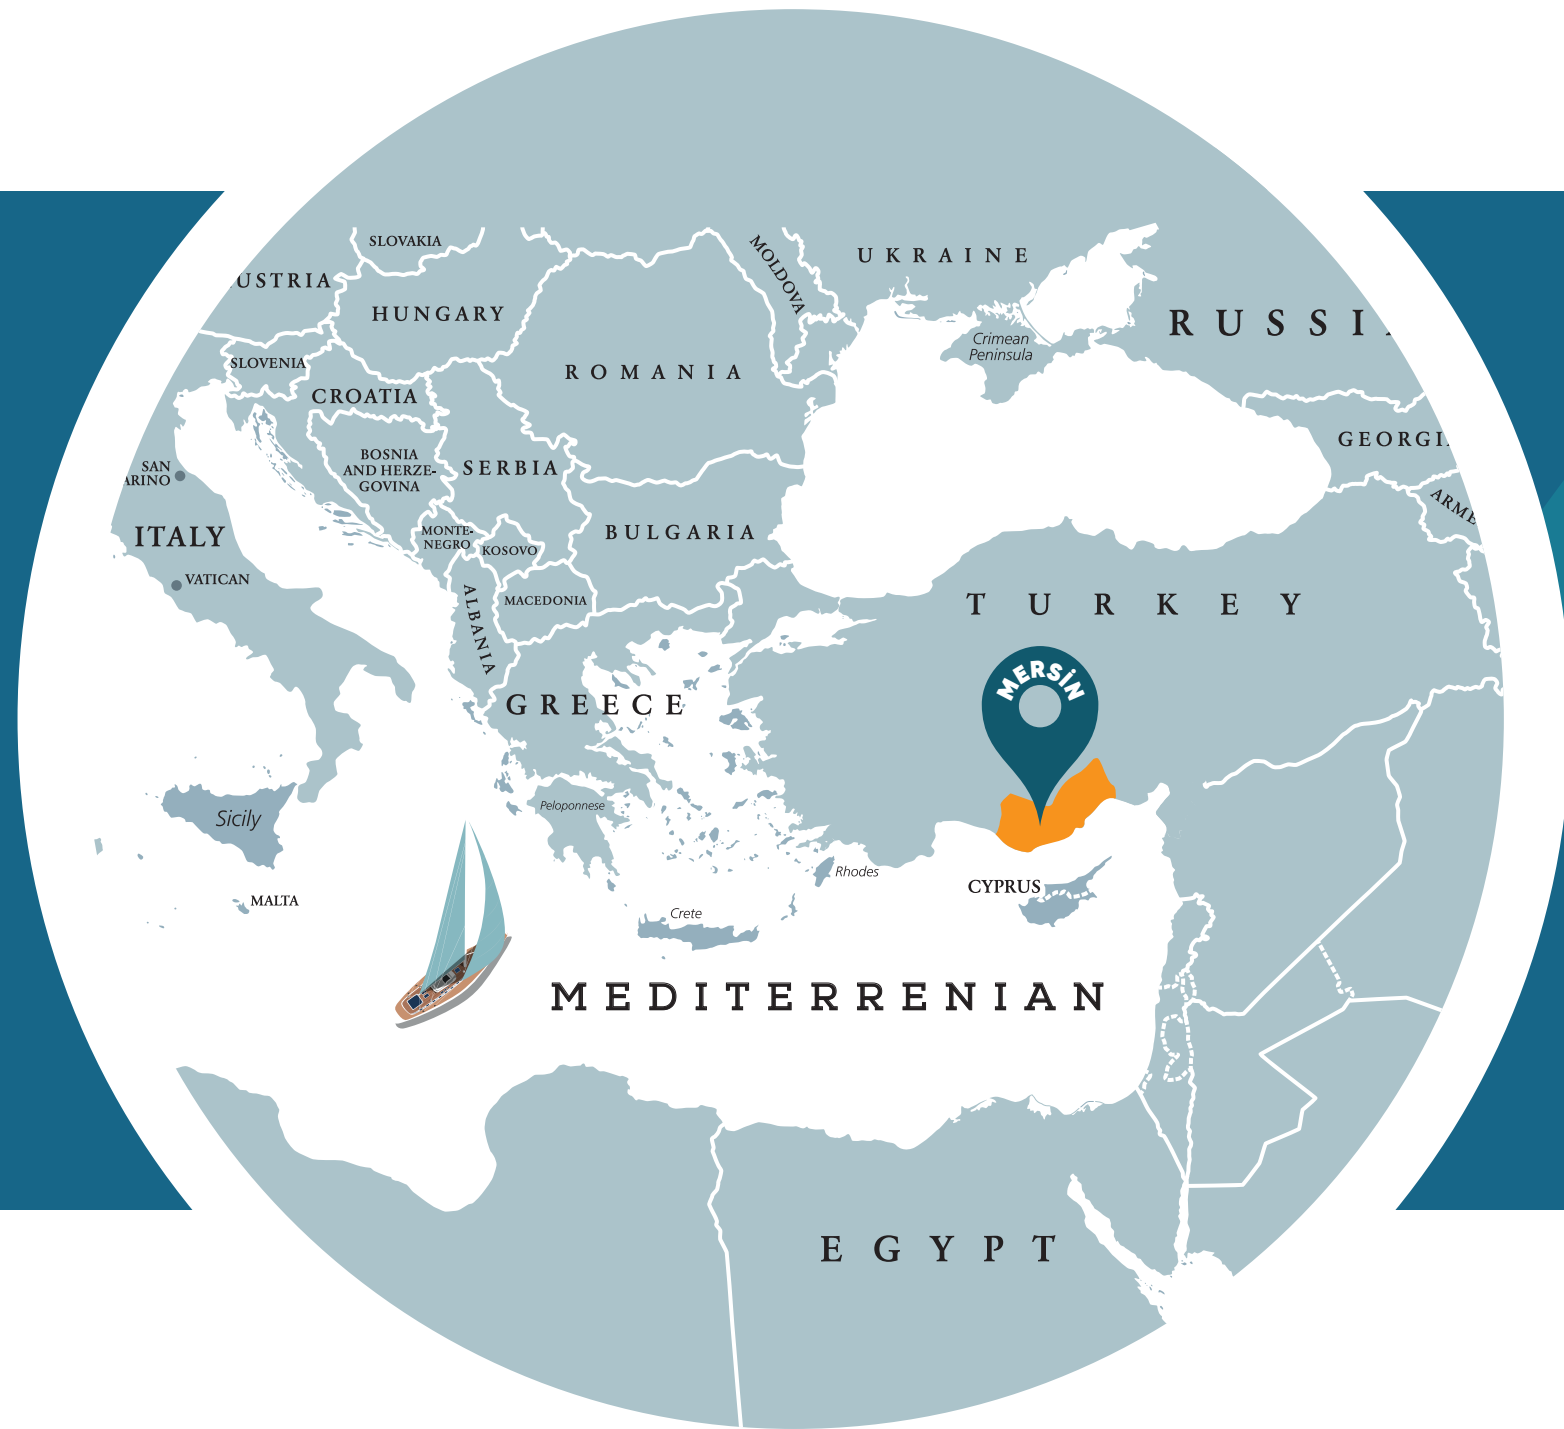 SLOVAKIA
USTRIA
HUNGARY
MOLDOVA
UKRAINE
RUSSI
Crimean
Peninsula
SLOVENIA
CROATIA
ROMANIA
GEORGI
BOSNIA
AND HERZE-
GOVINA
SERBIA
SAN
ARINO
ARME
ITALY
MONTE-
NEGRO
KOSOVO
BULGARIA
VATICAN
ALBANIA
MACEDONIA
TURKEY
MERSİN
GREECE
Peloponnese
Sicily
Rhodes
CYPRUS
MALTA
Crete
MEDITERRENIAN
EGYPT